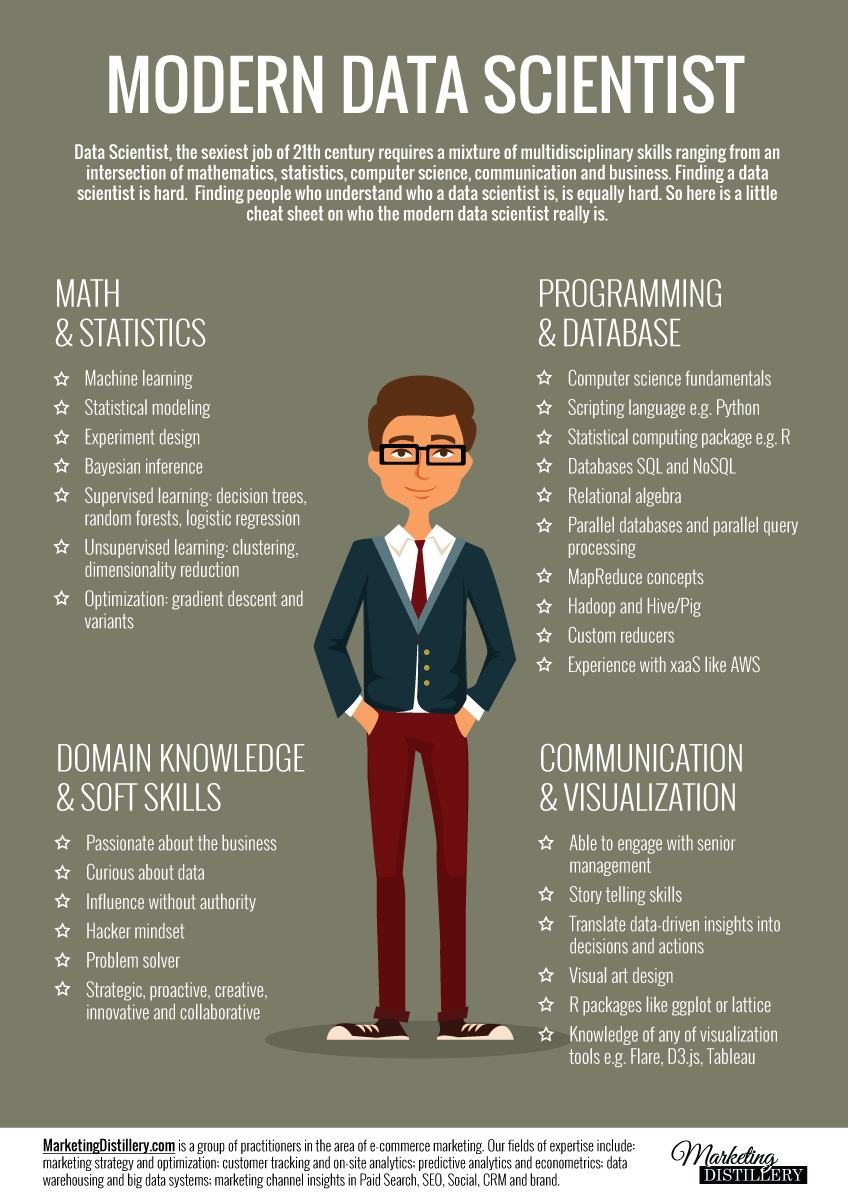 MODERN DATA SCIENTIST
Data Scientist, the sexiest job of 21th century requires a mixture of multidisciplinary skills ranging from an
intersection of mathematics, statistics, computer science, communication and business. Finding a data
scientist is hard. Finding people who understand who a data scientist is, is equally hard. So here is a little
cheat sheet on who the modern data scientist really is.
MATH
& STATISTICS
Machine learning
Statistical modeling
Experiment design
Bayesian inference
Supervised learning: decision trees,
random forests, logistic regression
Unsupervised learning: clustering,
dimensionality reduction
Optimization: gradient descent and
variants
PROGRAMMING
& DATABASE
Computer science fundamentals
Scripting language e.g. Python
Statistical computing package e.g. R
Databases SQL and NoSQL
Relational algebra
Parallel databases and parallel query
processing
MapReduce concepts
Hadoop and Hive/Pig
Custom reducers
Experience with xaaS like AWS
DOMAIN KNOWLEDGE
& SOFT SKILLS
Passionate about the business
Curious about data
Influence without authority
Hacker mindset
Problem solver
Strategic, proactive, creative,
innovative and collaborative
COMMUNICATION
& VISUALIZATION
Able to engage with senior
management
Story telling skills
Translate data-driven insights into
decisions and actions
Visual art design
R packages like ggplot or lattice
Knowledge of any of visualization
tools e.g. Flare, D3.js, Tableau
MarketingDistillery.com is a group of practitioners in the area of e-commerce marketing. Our fields of expertise include:
marketing strategy and optimization; customer tracking and on-site analytics; predictive analytics and econometrics; data
warehousing and big data systems; marketing channel insights in Paid Search, SEO, Social, CRM and brand.
Marketing
DISTILLERY